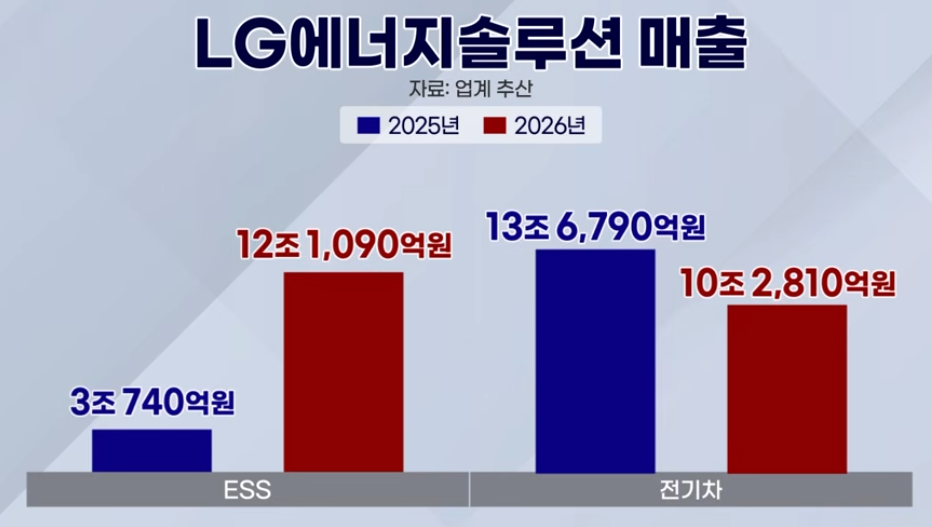 LG에너지솔루션 매출
자료: 업계 추산
2025년 2026년
3조 740억원
12조 1,090억원
13조 6,790억원
10조 2,810억원
ESS
전기차